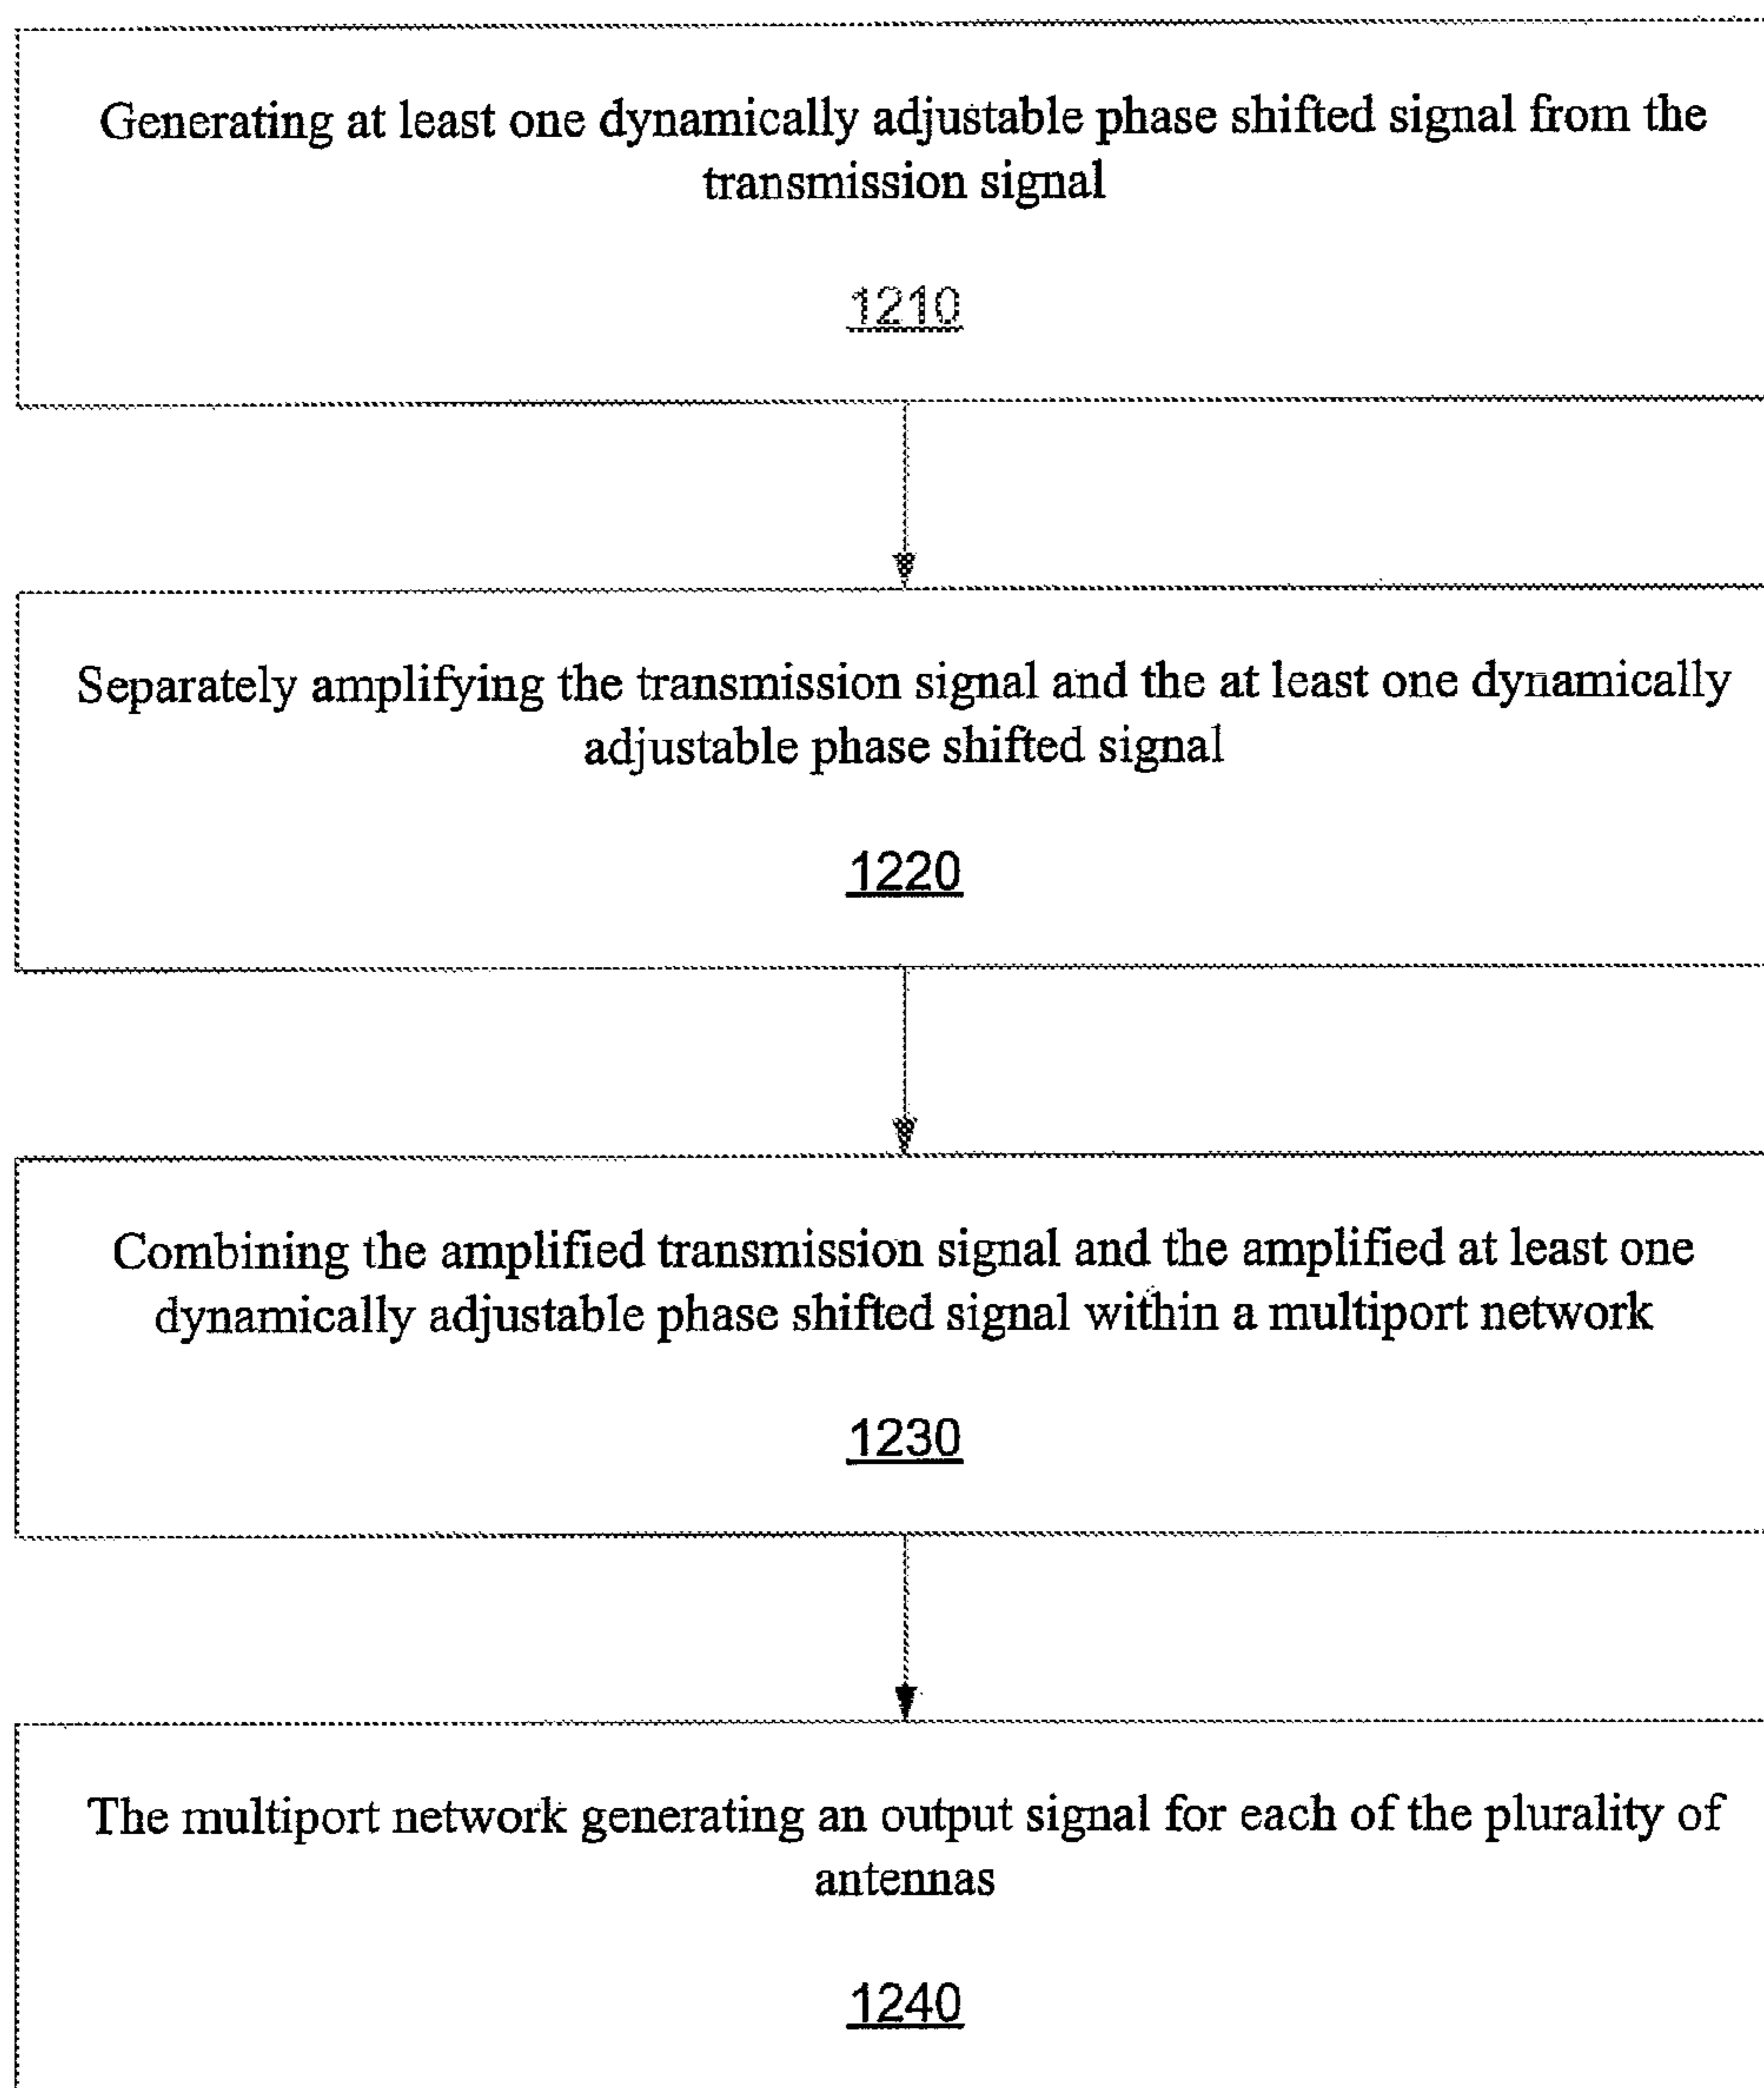 Generating at least one dynamically adjustable phase shifted signal from the
transmission signal
1210
Separately amplifying the transmission signal and the at least one dynamically
adjustable phase shifted signal
1220
Combining the amplified transmission signal and the amplified at least one
dynamically adjustable phase shifted signal within a multiport network
1230
The multiport network generating an output signal for each of the plurality of
antennas
1240